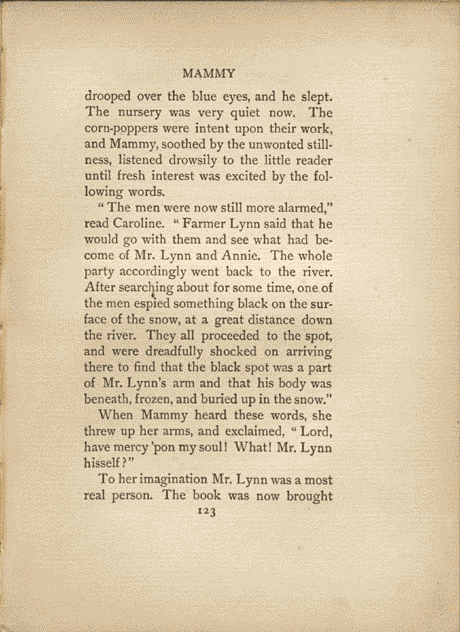 MAMMY
drooped over the blue eyes, and he slept.
The nursery was very quiet now. The
corn-poppers were intent upon their work,
and Mammy, soothed by the unwonted still-
ness, listened drowsily to the little reader
until fresh interest was excited by the fol-
lowing words.
“ The men were now still more alarmed,”
read Caroline. “ Farmer Lynn said that he
would go with them and see what had be-
come of Mr. Lynn and Annie. The whole
party accordingly went back to the river.
After searching about for some time, one of
the men espied something black on the sur-
face of the snow, at a great distance down
the river. They all proceeded to the spot,
and were dreadfully shocked on arriving
there to find that the black spot was a part
of Mr. Lynn’s arm and that his body was
beneath, frozen, and buried up in the snow.”
When Mammy heard these words, she
threw up her arms, and exclaimed, “ Lord,
have mercy ’pon my soul! What! Mr. Lynn
hisself?”
To her imagination Mr. Lynn was a most
real person. The book was now brought
123